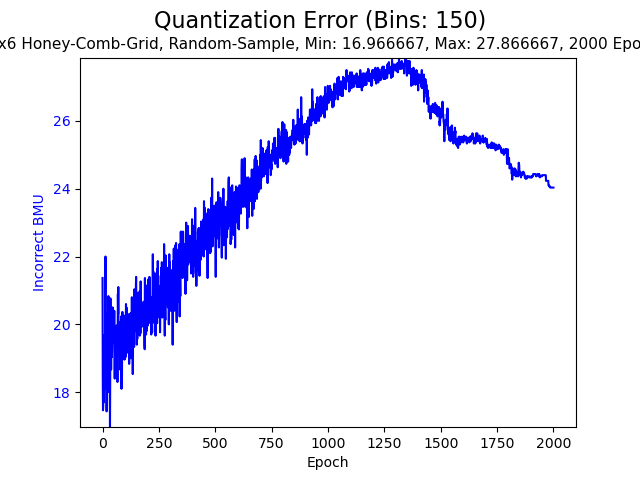 Quantization Error (Bins: 150)
x6 Honey-Comb-Grid, Random-Sample, Min: 16.966667, Max: 27.866667, 2000 Epo
26
24
22
20
18
Incorrect BMU
0 250 500 750 1000 1250 1500 1750 2000
Epoch